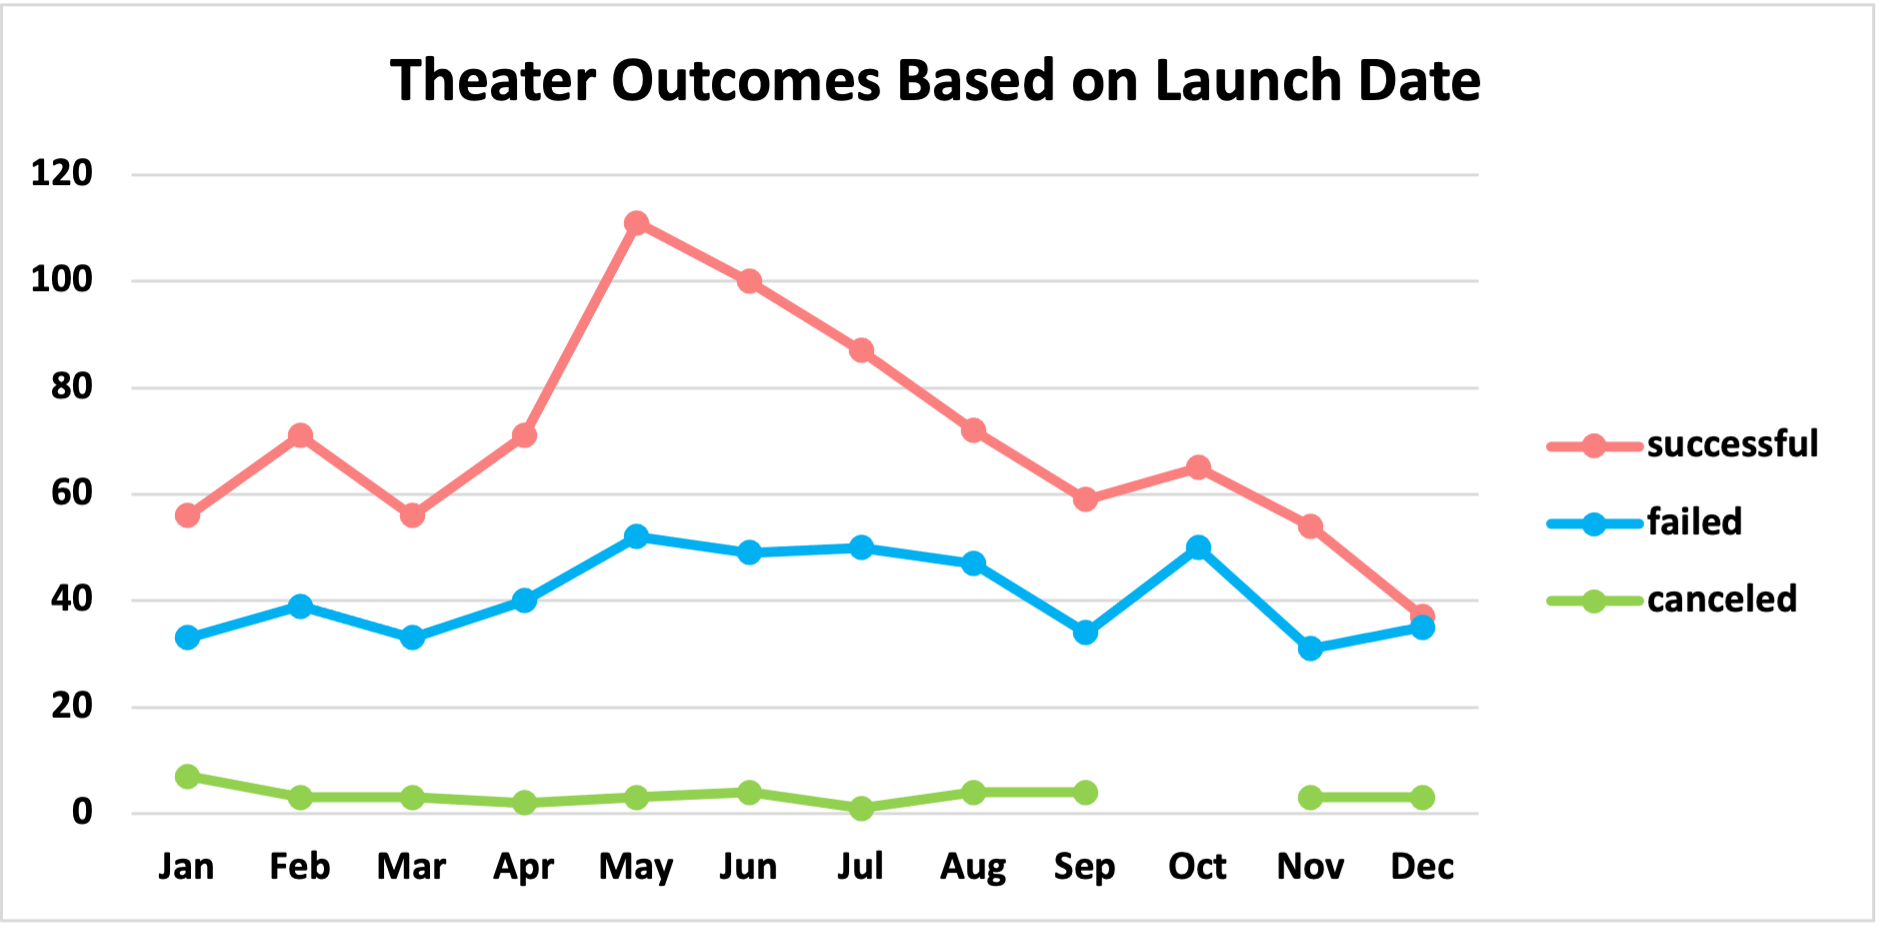 Theater Outcomes Based on Launch Date
120
100
80
60
40
20
0
Jan Feb Mar Apr May Jun Jul Aug Sep Oct Nov Dec
successful
failed
canceled